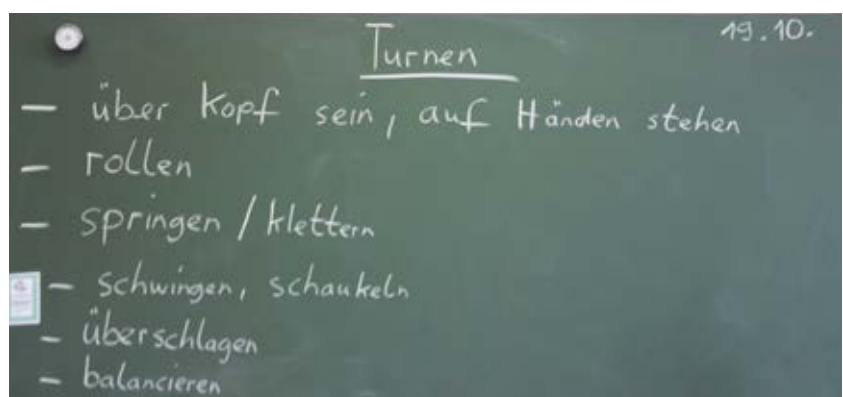 19.10.
Turnen
- über Kopf sein, auf Händen stehen
- rollen
- springen / klettern
- schwingen, schaukeln
- überschlagen
- balancieren